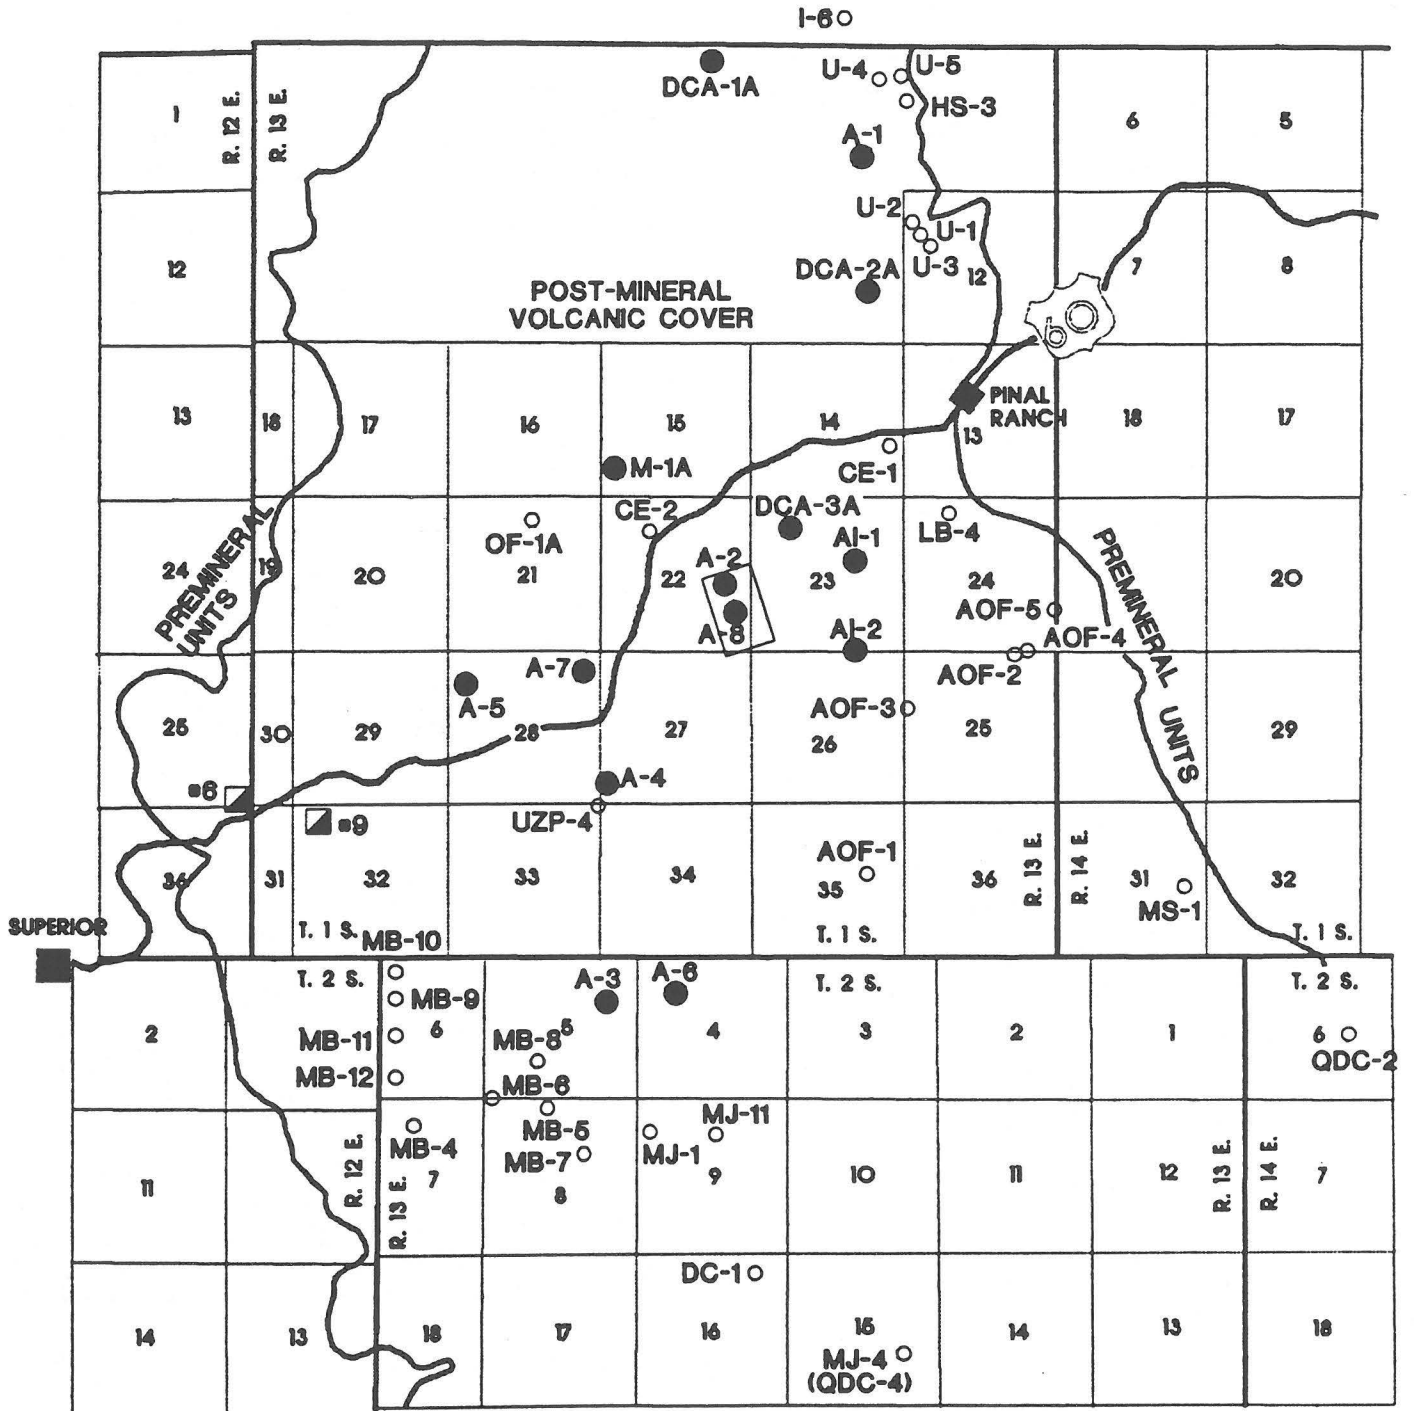 I-6
DCA-1A
U-4
U-5
HS-3
1
R. 12 E.
R. 13 E.
A-1
6
5
U-2
U-1
U-3
12
DCA-2A
12
7
8
POST-MINERAL
VOLCANIC COVER
PINAL
RANCH
13
18
17
16
15
14
13
18
17
CE-1
M-1A
CE-2
DCA-3A
OF-1A
AI-1
LB-4
A-2
24
19
20
21
22
23
24
20
PREMINERAL
UNITS
PREMINERAL UNITS
A-8
AI-2
AOF-5
AOF-4
AOF-2
A-7
A-5
AOF-3
25
30
29
28
27
26
25
29
#6
A-4
#9
UZP-4
AOF-1
36
31
32
33
34
35
36
R. 13 E.
R. 14 E.
31
32
MS-1
SUPERIOR
T. 1 S.
MB-10
T. 1 S.
T. 1 S.
T. 2 S.
A-3
A-6
T. 2 S.
T. 2 S.
MB-9
2
MB-11
6
MB-8
5
4
3
2
1
6
QDC-2
MB-12
MB-6
MB-5
MJ-11
MB-4
MB-7
MJ-1
11
R. 12 E.
R. 13 E.
7
8
9
10
11
12
R. 13 E.
R. 14 E.
7
DC-1
14
13
18
17
16
15
14
13
18
MJ-4
(QDC-4)